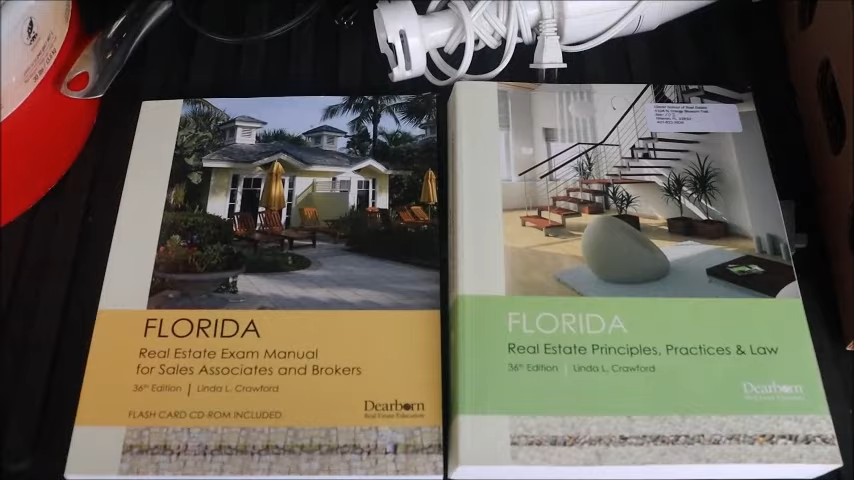 FLORIDA
Real Estate Exam Manual
for Sales Associates and Brokers
36th Edition | Linda L. Crawford
FLASH CARD CD-ROM INCLUDED
Dearborn
Real Estate Education
FLORIDA
Real Estate Principles, Practices & Law
36th Edition | Linda L. Crawford
Dearborn
Real Estate Education